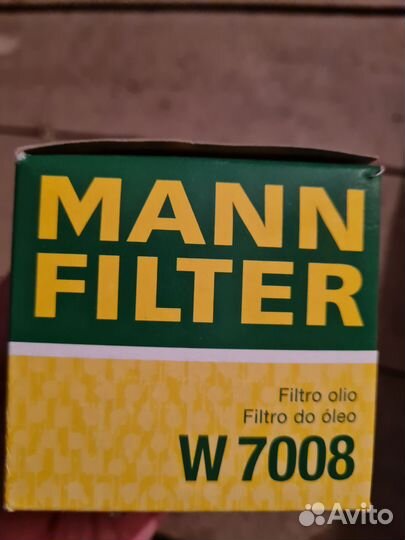 MANN
FILTER
Filtro olio
Filtro do óleo
W 7008
Avito